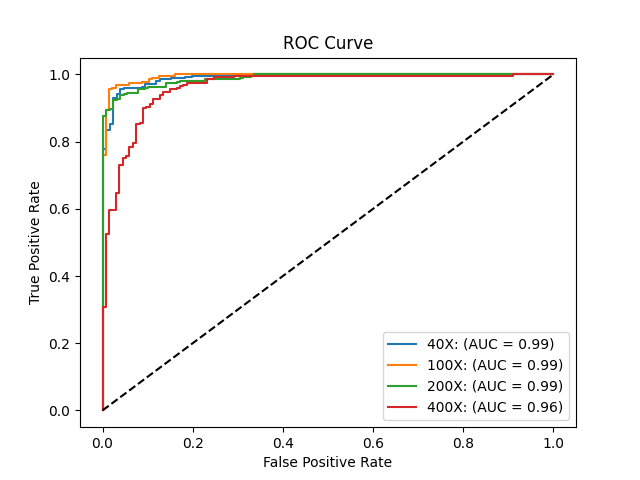 ROC Curve
True Positive Rate
1.0
0.8
0.6
0.4
0.2
0.0
0.0 0.2 0.4 0.6 0.8 1.0
False Positive Rate
40X: (AUC = 0.99)
100X: (AUC = 0.99)
200X: (AUC = 0.99)
400X: (AUC = 0.96)